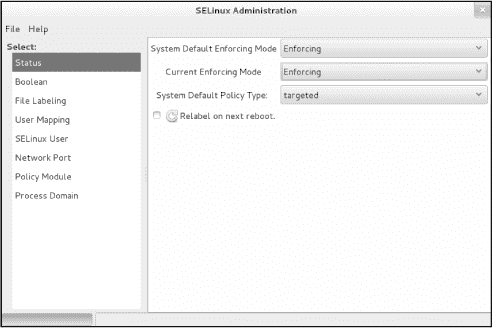 SELinux Administration
File Help
Select:
Status
Boolean
File Labeling
User Mapping
SELinux User
Network Port
Policy Module
Process Domain
System Default Enforcing Mode Enforcing
Current Enforcing Mode Enforcing
System Default Policy Type: targeted
Relabel on next reboot.